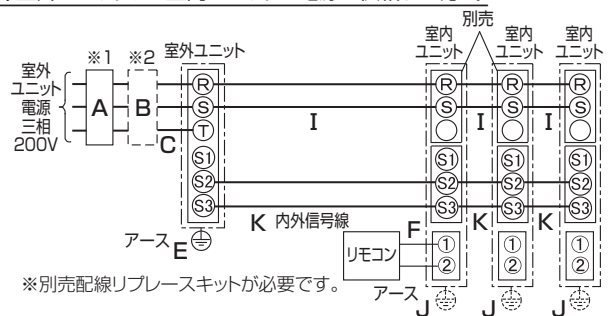 ※1
※2
室外ユニット
別売
室内
ユニット
室内
ユニット
室内
ユニット
室外
ユニット
電源
三相
200V
A
B
C
R
S
T
S1
S2
S3
I
R
S
S1
S2
S3
I
R
S
S1
S2
S3
I
R
S
S1
S2
S3
K 内外信号線
K
K
アース E
リモコン
F
①
②
①
②
①
②
※別売配線リプレースキットが必要です。
アース J
J
J